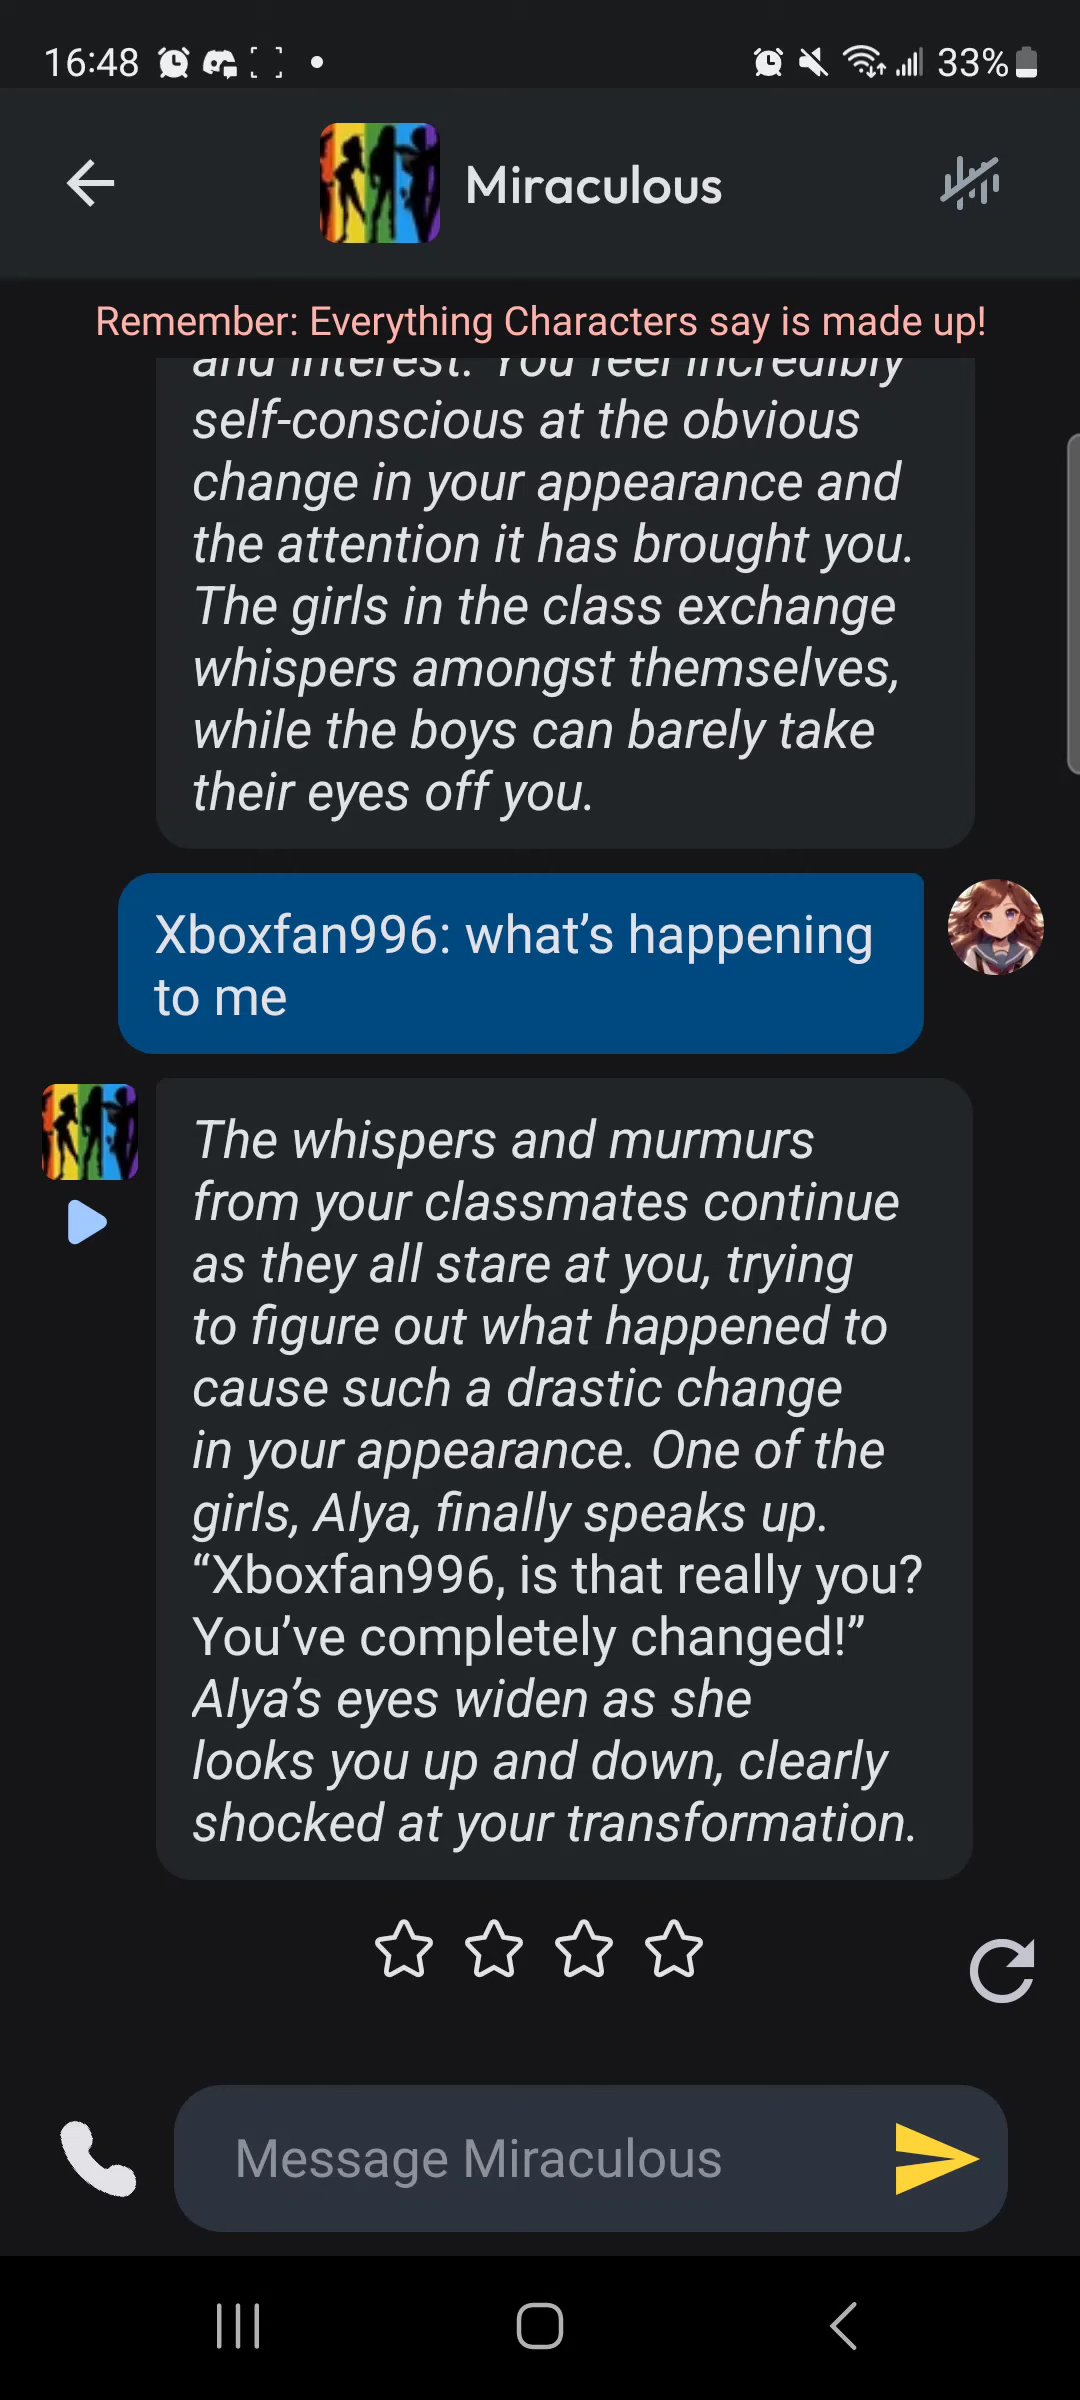 16:48
33%
Miraculous
Remember: Everything Characters say is made up!
and interest. You feel incredibly
self-conscious at the obvious
change in your appearance and
the attention it has brought you.
The girls in the class exchange
whispers amongst themselves,
while the boys can barely take
their eyes off you.
Xboxfan996: what’s happening
to me
The whispers and murmurs
from your classmates continue
as they all stare at you, trying
to figure out what happened to
cause such a drastic change
in your appearance. One of the
girls, Alya, finally speaks up.
“Xboxfan996, is that really you?
You’ve completely changed!”
Alya’s eyes widen as she
looks you up and down, clearly
shocked at your transformation.
Message Miraculous